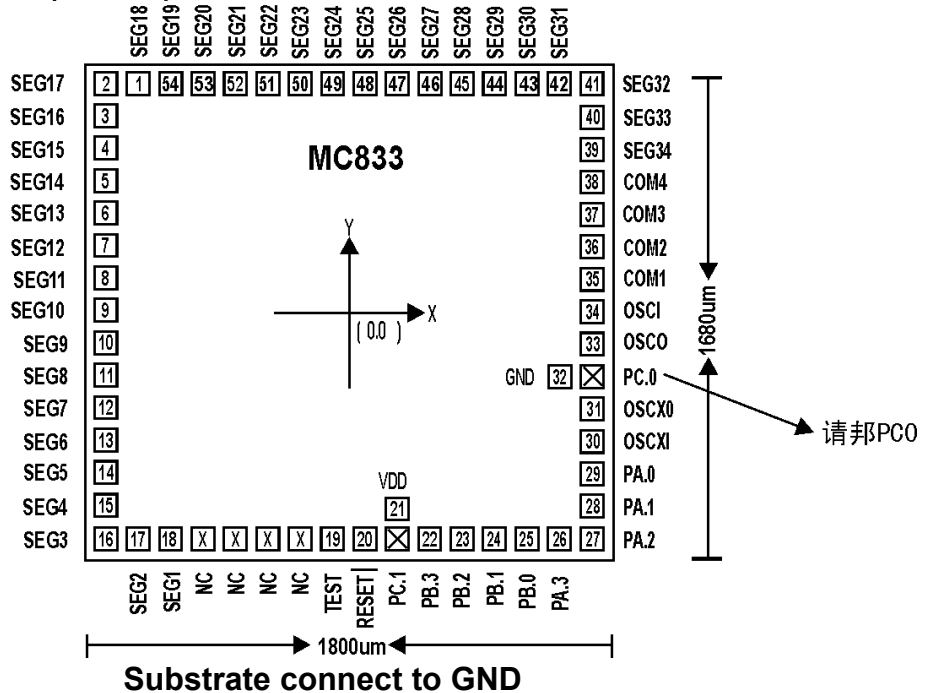 SEG18 SEG19 SEG20 SEG21 SEG22 SEG23 SEG24 SEG25 SEG26 SEG27 SEG28 SEG29 SEG30 SEG31
SEG17 2 1 54 53 52 51 50 49 48 47 46 45 44 43 42 41 SEG32
SEG16 3 40 SEG33
SEG15 4 MC833 39 SEG34
SEG14 5 38 COM4
SEG13 6 37 COM3
Y
SEG12 7 36 COM2
SEG11 8 35 COM1
SEG10 9 X 34 OSCI
(0.0) 1680um
SEG9 10 33 OSCO
SEG8 11 GND 32 PC.0
SEG7 12 31 OSCX0
请邦PC0
SEG6 13 30 OSCXI
SEG5 14 29 PA.0
VDD
SEG4 15 21 28 PA.1
SEG3 16 17 18 X X X X 19 20 22 23 24 25 26 27 PA.2
SEG2 SEG1 NC NC NC NC TEST RESET PC.1 PB.3 PB.2 PB.1 PB.0 PA.3
1800um
Substrate connect to GND